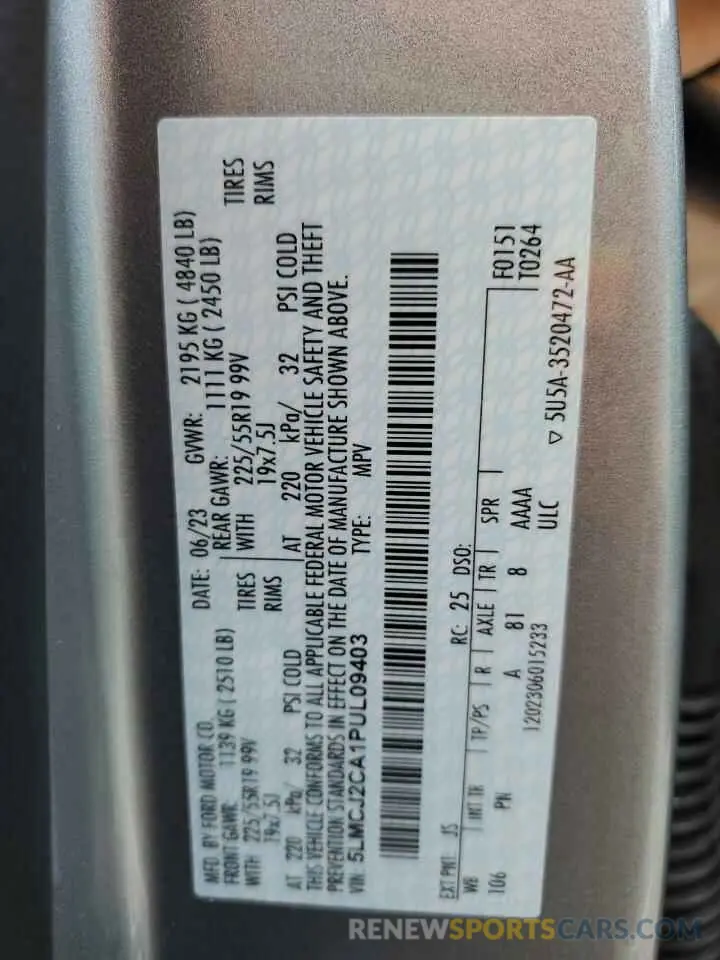 MFD BY FORD MOTOR CO. DATE: 06/23 GVWR: 2195 KG ( 4840 LB)
FRONT GAWR: 1139 KG ( 2510 LB) REAR GAWR: 1111 KG ( 2450 LB)
WITH 225/55R19 99V TIRES WITH 225/55R19 99V TIRES
19x7.5J RIMS 19x7.5J RIMS
AT 220 kPa/ 32 PSI COLD AT 220 kPa/ 32 PSI COLD
THIS VEHICLE CONFORMS TO ALL APPLICABLE FEDERAL MOTOR VEHICLE SAFETY AND THEFT
PREVENTION STANDARDS IN EFFECT ON THE DATE OF MANUFACTURE SHOWN ABOVE.
VIN: 5LMCJ2CA1PUL09403 TYPE: MPV
EXT PNT: JS RC: 25 DSO: F0151
WB INT TR TP/PS R AXLE TR SPR T0264
106 PN A 81 8 AAAA
ULC
1202306015233 ▽ 5U5A-3520472-AA
RENEWSPORTSCARS.COM